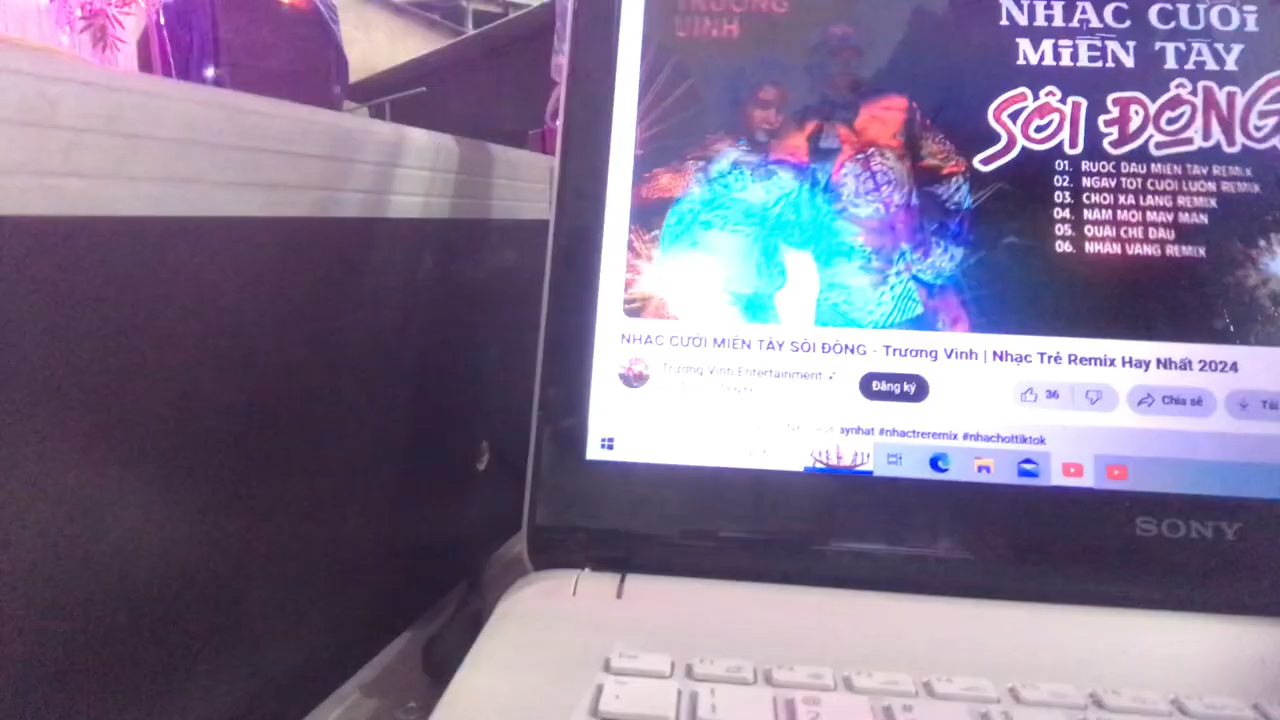 TRƯƠNG
VINH
NHẠC CƯỚI
MIỀN TÂY
SÔI ĐỘNG
01. RUOC DAU MIEN TAY REMIX
02. NGAY TOT CUOI LUON REMIX
03. CHOI XA LANG REMIX
04. NAM MOI MAY MAN
05. QUAI CHE DAU
06. NHAN VANG REMIX
NHẠC CƯỚI MIỀN TÂY SÔI ĐỘNG - Trương Vinh | Nhạc Trẻ Remix Hay Nhất 2024
Trương Vinh Entertainment
Đăng ký
36
Chia sẻ
#nhactreremix #nhachottiktok
SONY